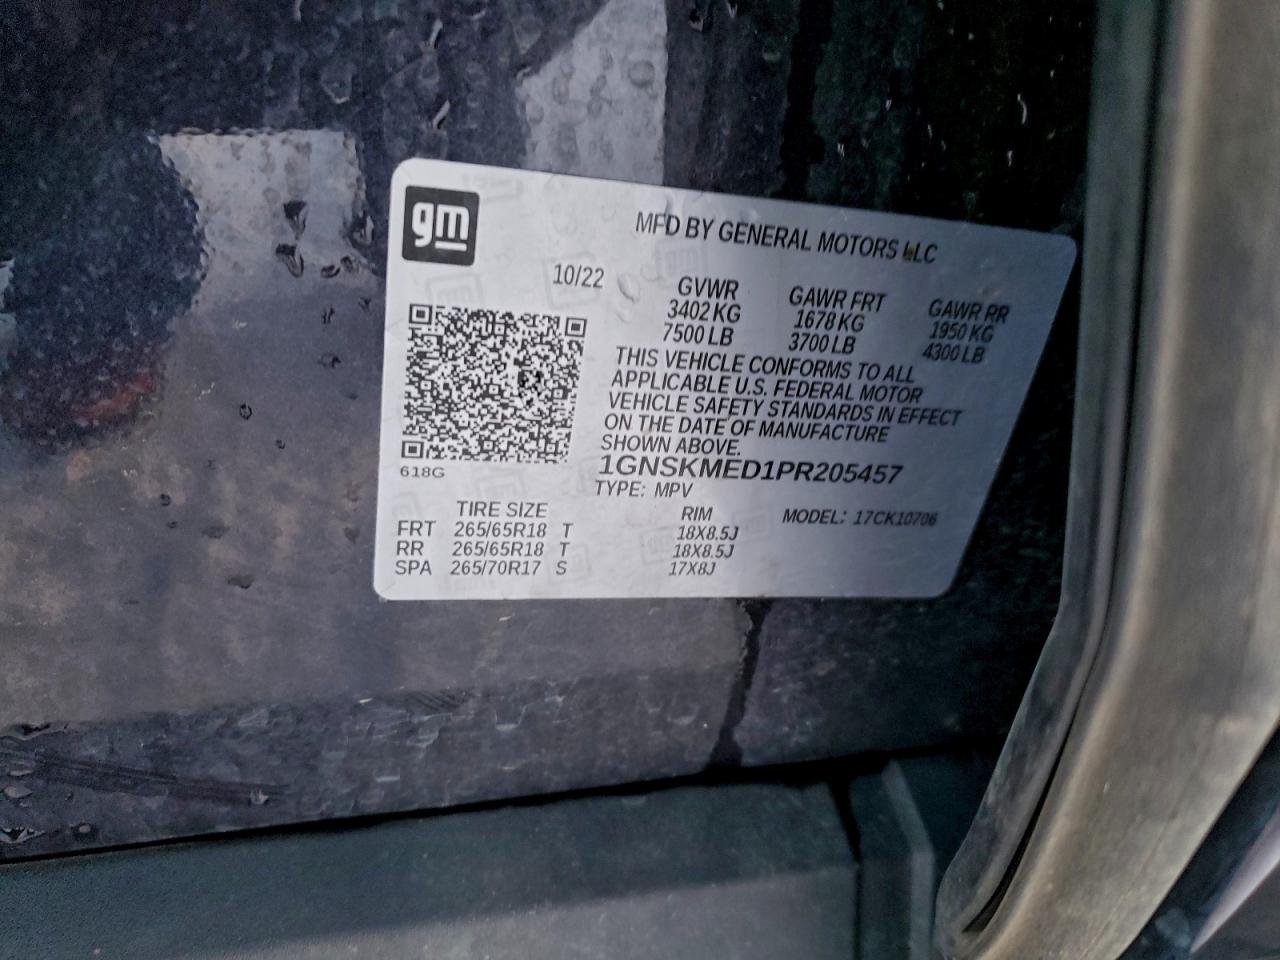 gm
MFD BY GENERAL MOTORS LLC
10/22
GVWR GAWR FRT GAWR RR
3402 KG 1678 KG 1950 KG
7500 LB 3700 LB 4300 LB
THIS VEHICLE CONFORMS TO ALL
APPLICABLE U.S. FEDERAL MOTOR
VEHICLE SAFETY STANDARDS IN EFFECT
ON THE DATE OF MANUFACTURE
SHOWN ABOVE.
1GNSKMED1PR205457
618G
TYPE: MPV
TIRE SIZE RIM MODEL: 17CK10706
FRT 265/65R18 T 18X8.5J
RR 265/65R18 T 18X8.5J
SPA 265/70R17 S 17X8J